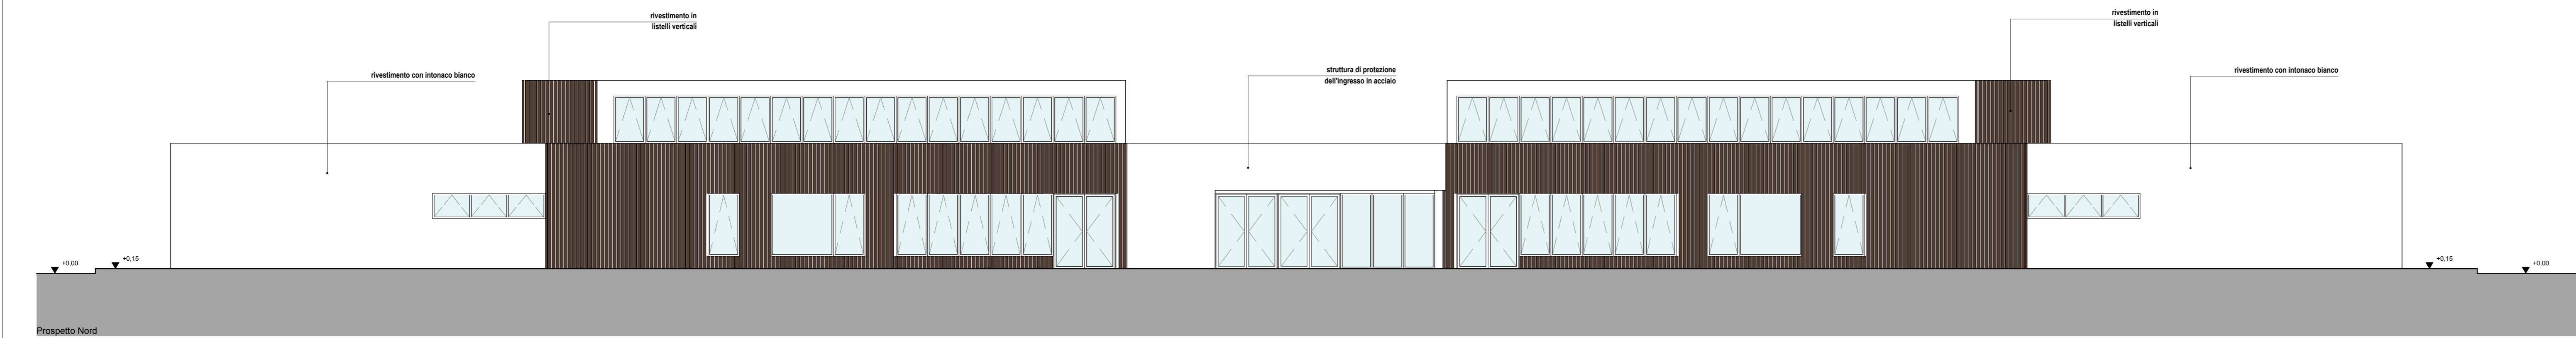 rivestimento in
listelli verticali
rivestimento in
listelli verticali
rivestimento con intonaco bianco
struttura di protezione
dell'ingresso in acciaio
rivestimento con intonaco bianco
+0,00
+0,15
+0,15
+0,00
Prospetto Nord